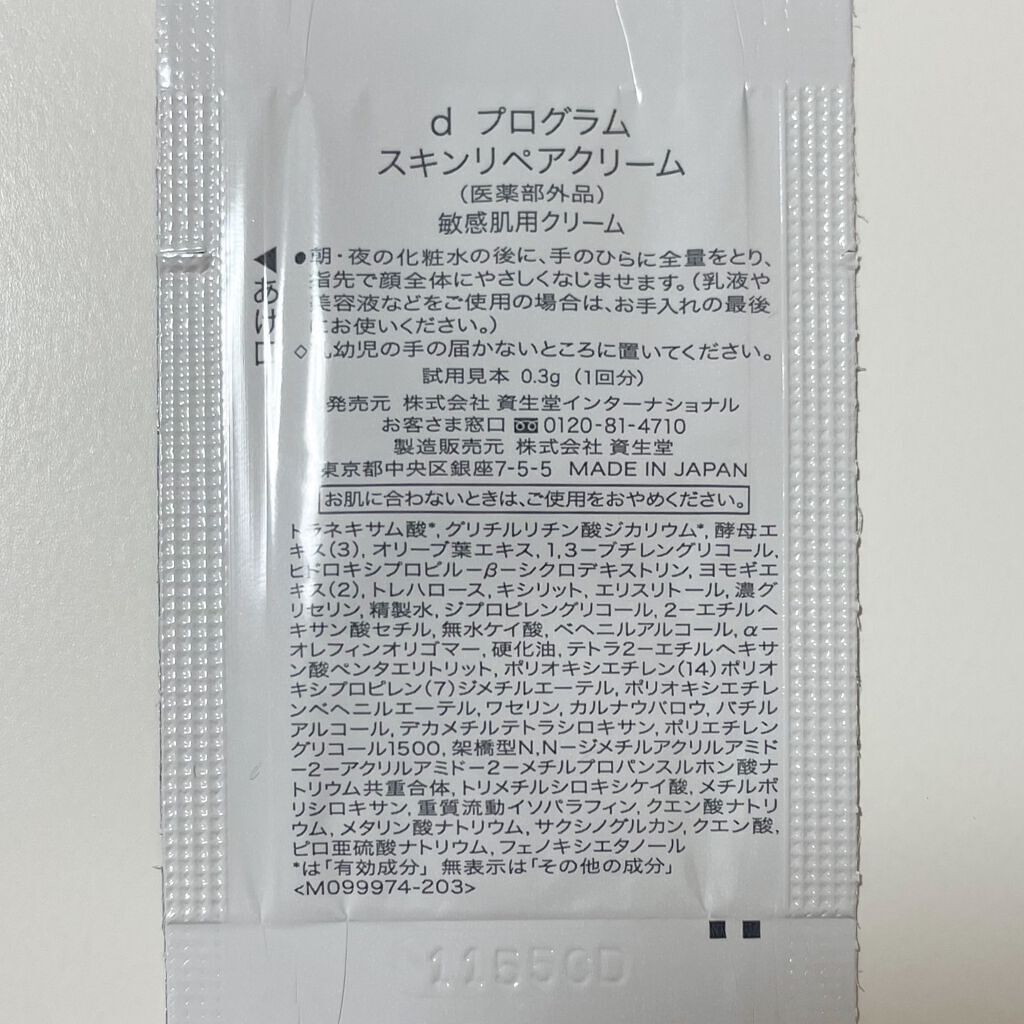 d プログラム
スキンリペアクリーム
（医薬部外品）
敏感肌用クリーム
◀あけ口
●朝・夜の化粧水の後に、手のひらに全量をとり、
指先で顔全体にやさしくなじませます。（乳液や
美容液などをご使用の場合は、お手入れの最後
にお使いください。）
◇乳幼児の手の届かないところに置いてください。
試用見本 0.3g（1回分）
発売元 株式会社 資生堂インターナショナル
お客さま窓口 0120-81-4710
製造販売元 株式会社 資生堂
東京都中央区銀座7-5-5 MADE IN JAPAN
お肌に合わないときは、ご使用をおやめください。
トラネキサム酸*, グリチルリチン酸ジカリウム*, 酵母エ
キス（3）, オリーブ葉エキス, 1,3－ブチレングリコール,
ヒドロキシプロピル－β－シクロデキストリン, ヨモギエ
キス（2）, トレハロース, キシリット, エリスリトール, 濃グ
リセリン, 精製水, ジプロピレングリコール, 2－エチルヘ
キサン酸セチル, 無水ケイ酸, ベヘニルアルコール, α－
オレフィンオリゴマー, 硬化油, テトラ2－エチルヘキサ
ン酸ペンタエリトリット, ポリオキシエチレン（14）ポリオ
キシプロピレン（7）ジメチルエーテル, ポリオキシエチレ
ンベヘニルエーテル, ワセリン, カルナウバロウ, バチル
アルコール, デカメチルテトラシロキサン, ポリエチレン
グリコール1500, 架橋型N,N－ジメチルアクリルアミド
－2－アクリルアミド－2－メチルプロパンスルホン酸ナ
トリウム共重合体, トリメチルシロキシケイ酸, メチルポ
リシロキサン, 重質流動イソパラフィン, クエン酸ナトリ
ウム, メタリン酸ナトリウム, サクシノグルカン, クエン酸,
ピロ亜硫酸ナトリウム, フェノキシエタノール
*は「有効成分」 無表示は「その他の成分」
<M099974-203>
1155CD